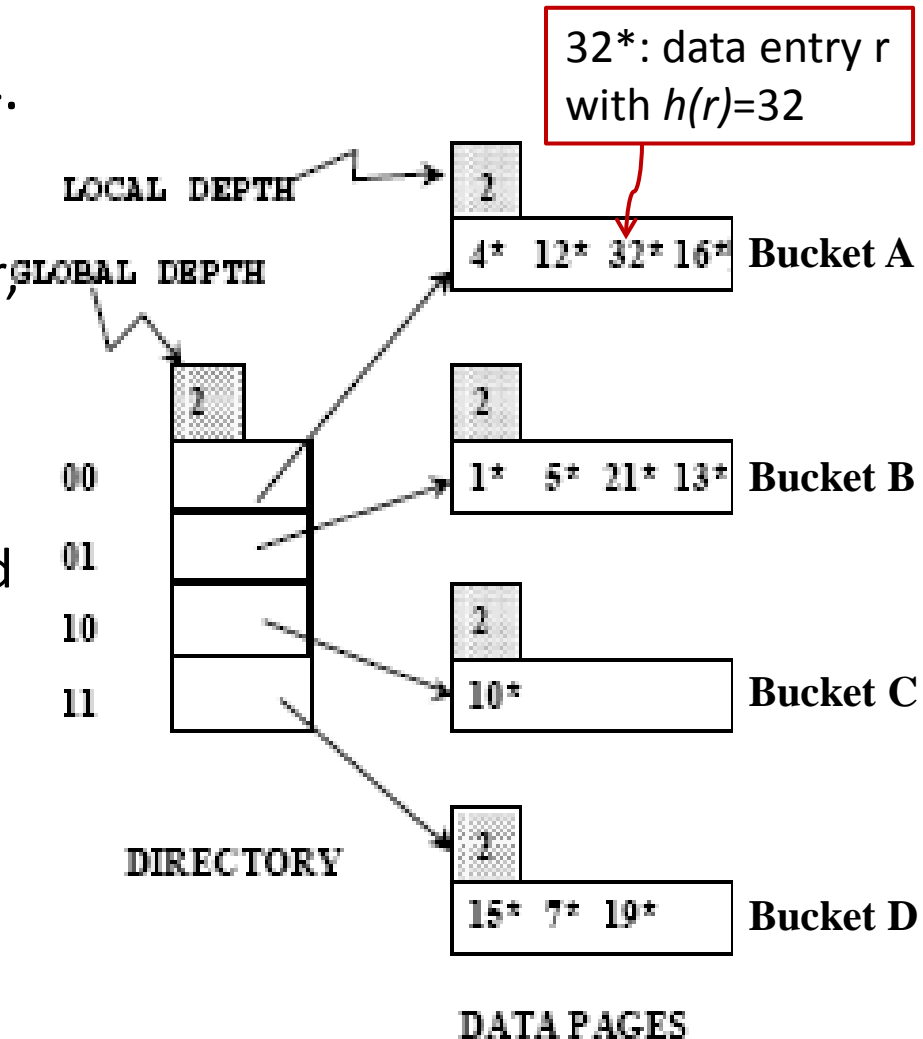 32*: data entry r
with h(r)=32
.
LOCAL DEPTH
2
4* 12* 32* 16* Bucket A
r, GLOBAL DEPTH
2
2
00
1* 5* 21* 13* Bucket B
01
d
10
2
11
10* Bucket C
2
DIRECTORY
15* 7* 19* Bucket D
DATA PAGES